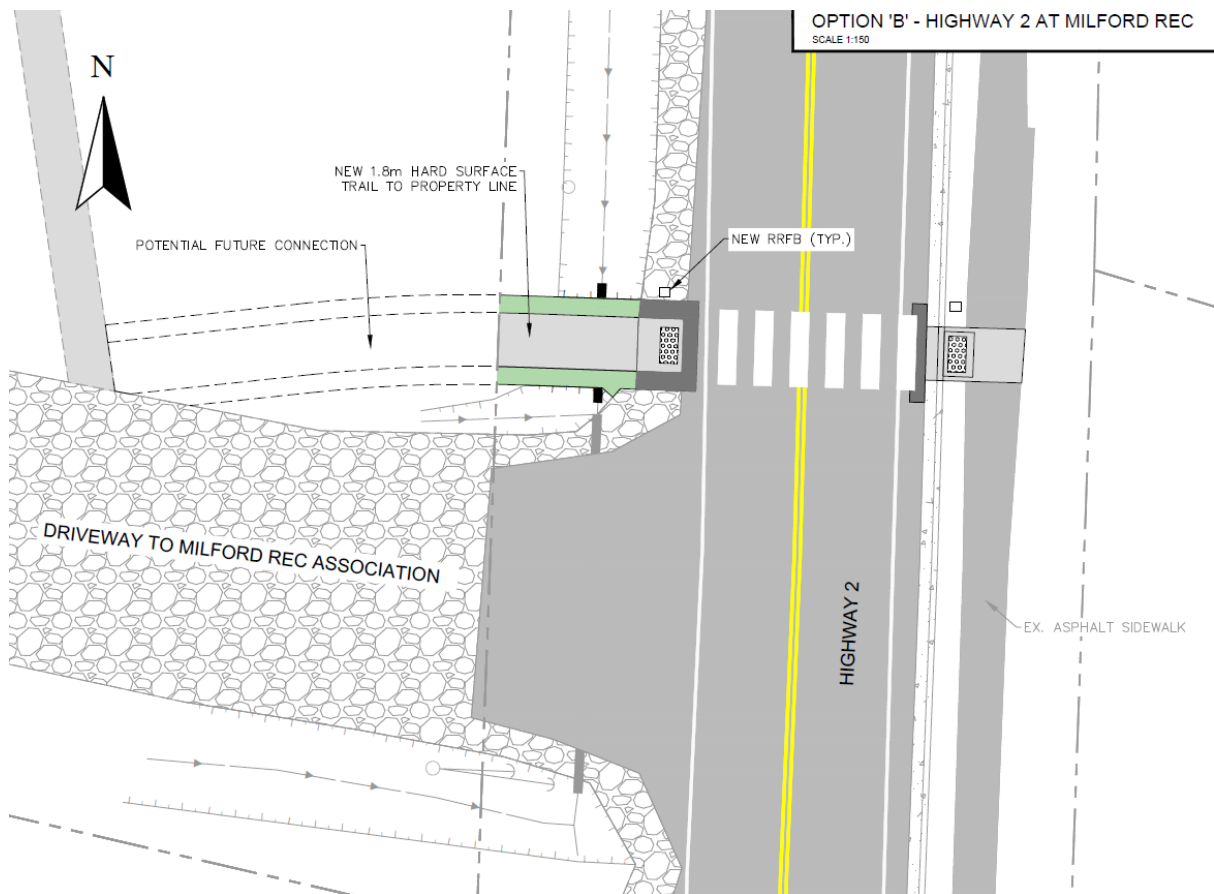 OPTION 'B' - HIGHWAY 2 AT MILFORD REC
SCALE 1:150
N
NEW 1.8m HARD SURFACE
TRAIL TO PROPERTY LINE
POTENTIAL FUTURE CONNECTION
NEW RRFB (TYP.)
DRIVEWAY TO MILFORD REC ASSOCIATION
HIGHWAY 2
EX. ASPHALT SIDEWALK